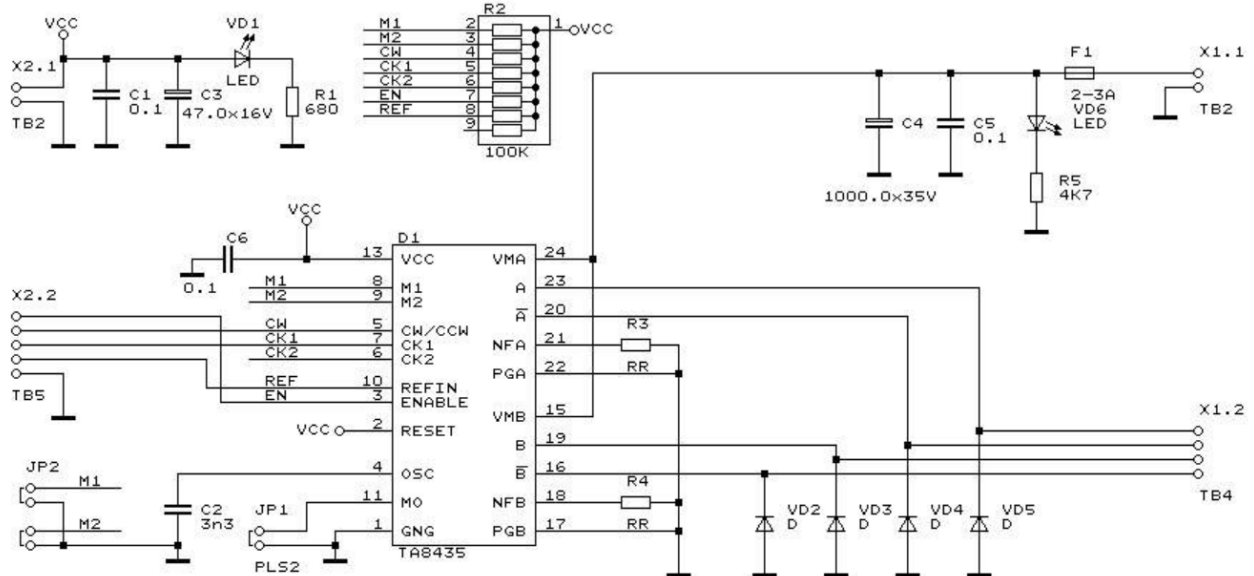 VCC
VD1
X2.1
LED
C1
0.1
C3
47.0x16V
R1
680
TB2
R2
M1 2
M2 3
CW 4
CK1 5
CK2 6
EN 7
REF 8
9
1 VCC
100K
F1
X1.1
2-3A
VD6
LED
TB2
C4
C5
0.1
1000.0x35V
R5
4K7
VCC
C6
0.1
D1
13 VCC
M1 8 M1
M2 9 M2
X2.2
CW 5 CW/CCW
CK1 7 CK1
CK2 6 CK2
REF 10 REFIN
EN 3 ENABLE
TB5
VCC 2 RESET
4 OSC
11 MO
1 GNG
TA8435
VMA 24
A 23
A 20
NFA 21
R3
PGA 22
RR
VMB 15
B 19
B 16
NFB 18
R4
PGB 17
RR
JP2
M1
M2
C2
3n3
JP1
PLS2
X1.2
TB4
VD2
D
VD3
D
VD4
D
VD5
D